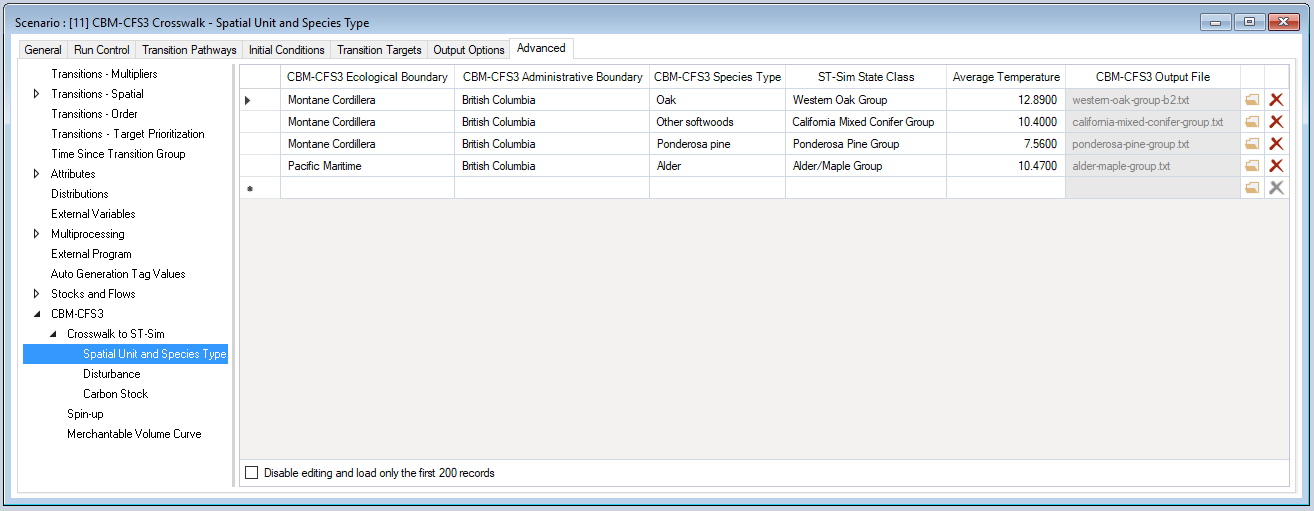 Scenario : [11] CBM-CFS3 Crosswalk - Spatial Unit and Species Type
General Run Control Transition Pathways Initial Conditions Transition Targets Output Options Advanced
Transitions - Multipliers
Transitions - Spatial
Transitions - Order
Transitions - Target Prioritization
Time Since Transition Group
Attributes
Distributions
External Variables
Multiprocessing
External Program
Auto Generation Tag Values
Stocks and Flows
CBM-CFS3
Crosswalk to ST-Sim
Spatial Unit and Species Type
Disturbance
Carbon Stock
Spin-up
Merchantable Volume Curve
CBM-CFS3 Ecological Boundary CBM-CFS3 Administrative Boundary CBM-CFS3 Species Type ST-Sim State Class Average Temperature CBM-CFS3 Output File
Montane Cordillera British Columbia Oak Western Oak Group 12.8900 western-oak-group-b2.txt
Montane Cordillera British Columbia Other softwoods California Mixed Conifer Group 10.4000 california-mixed-conifer-group.txt
Montane Cordillera British Columbia Ponderosa pine Ponderosa Pine Group 7.5600 ponderosa-pine-group.txt
Pacific Maritime British Columbia Alder Alder/Maple Group 10.4700 alder-maple-group.txt
Disable editing and load only the first 200 records